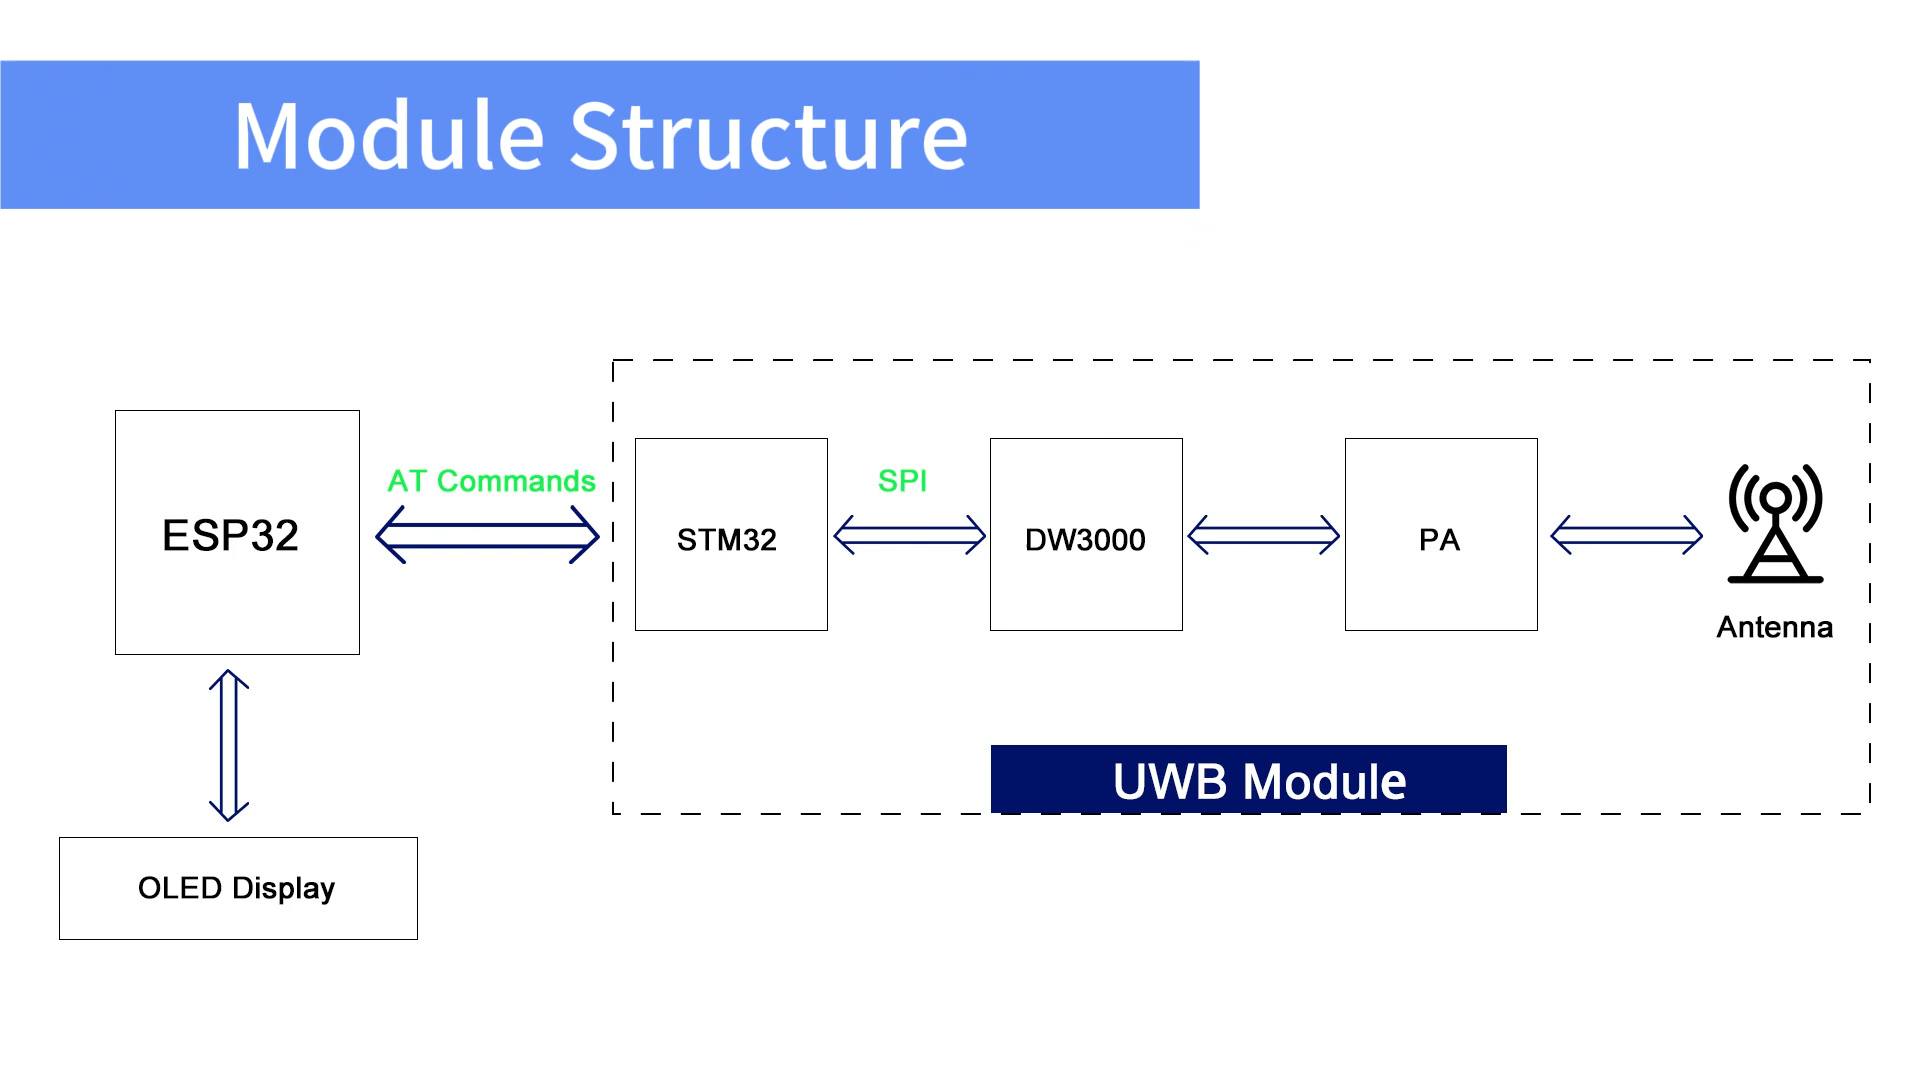 Module Structure
AT Commands
SPI
ESP32
STM32
DW3000
PA
Antenna
UWB Module
OLED Display